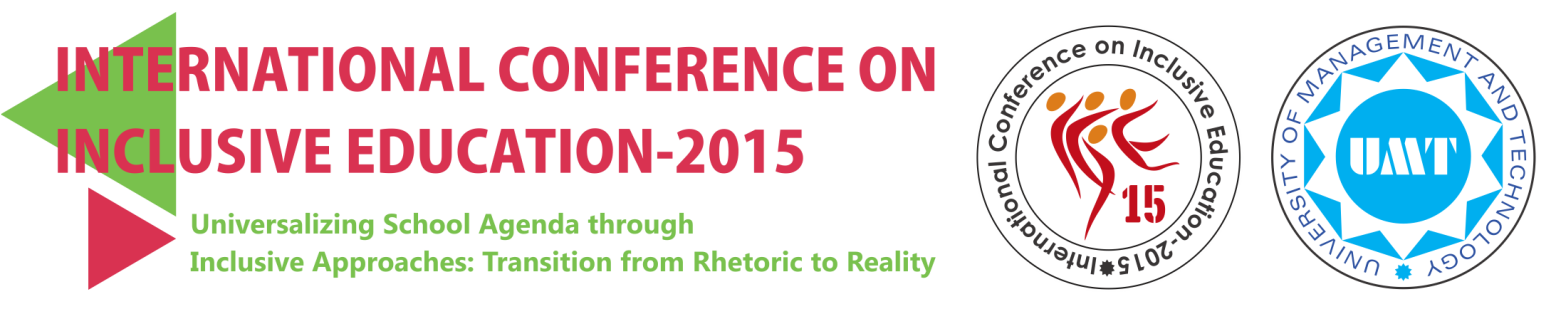 INTERNATIONAL CONFERENCE ON
INCLUSIVE EDUCATION-2015
Universalizing School Agenda through
Inclusive Approaches: Transition from Rhetoric to Reality
International Conference on Inclusive Education-2015
15
UNIVERSITY OF MANAGEMENT AND TECHNOLOGY
UMT